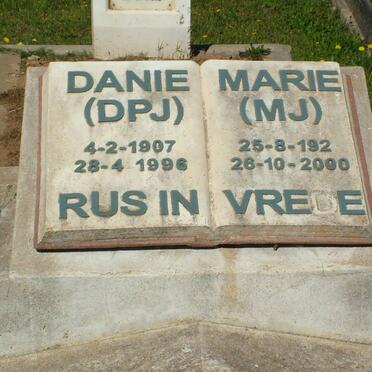 DANIE
(DPJ)
4-2-1907
28-4 1996
MARIE
(MJ)
25-8-192
26-10-2000
RUS IN VREDE